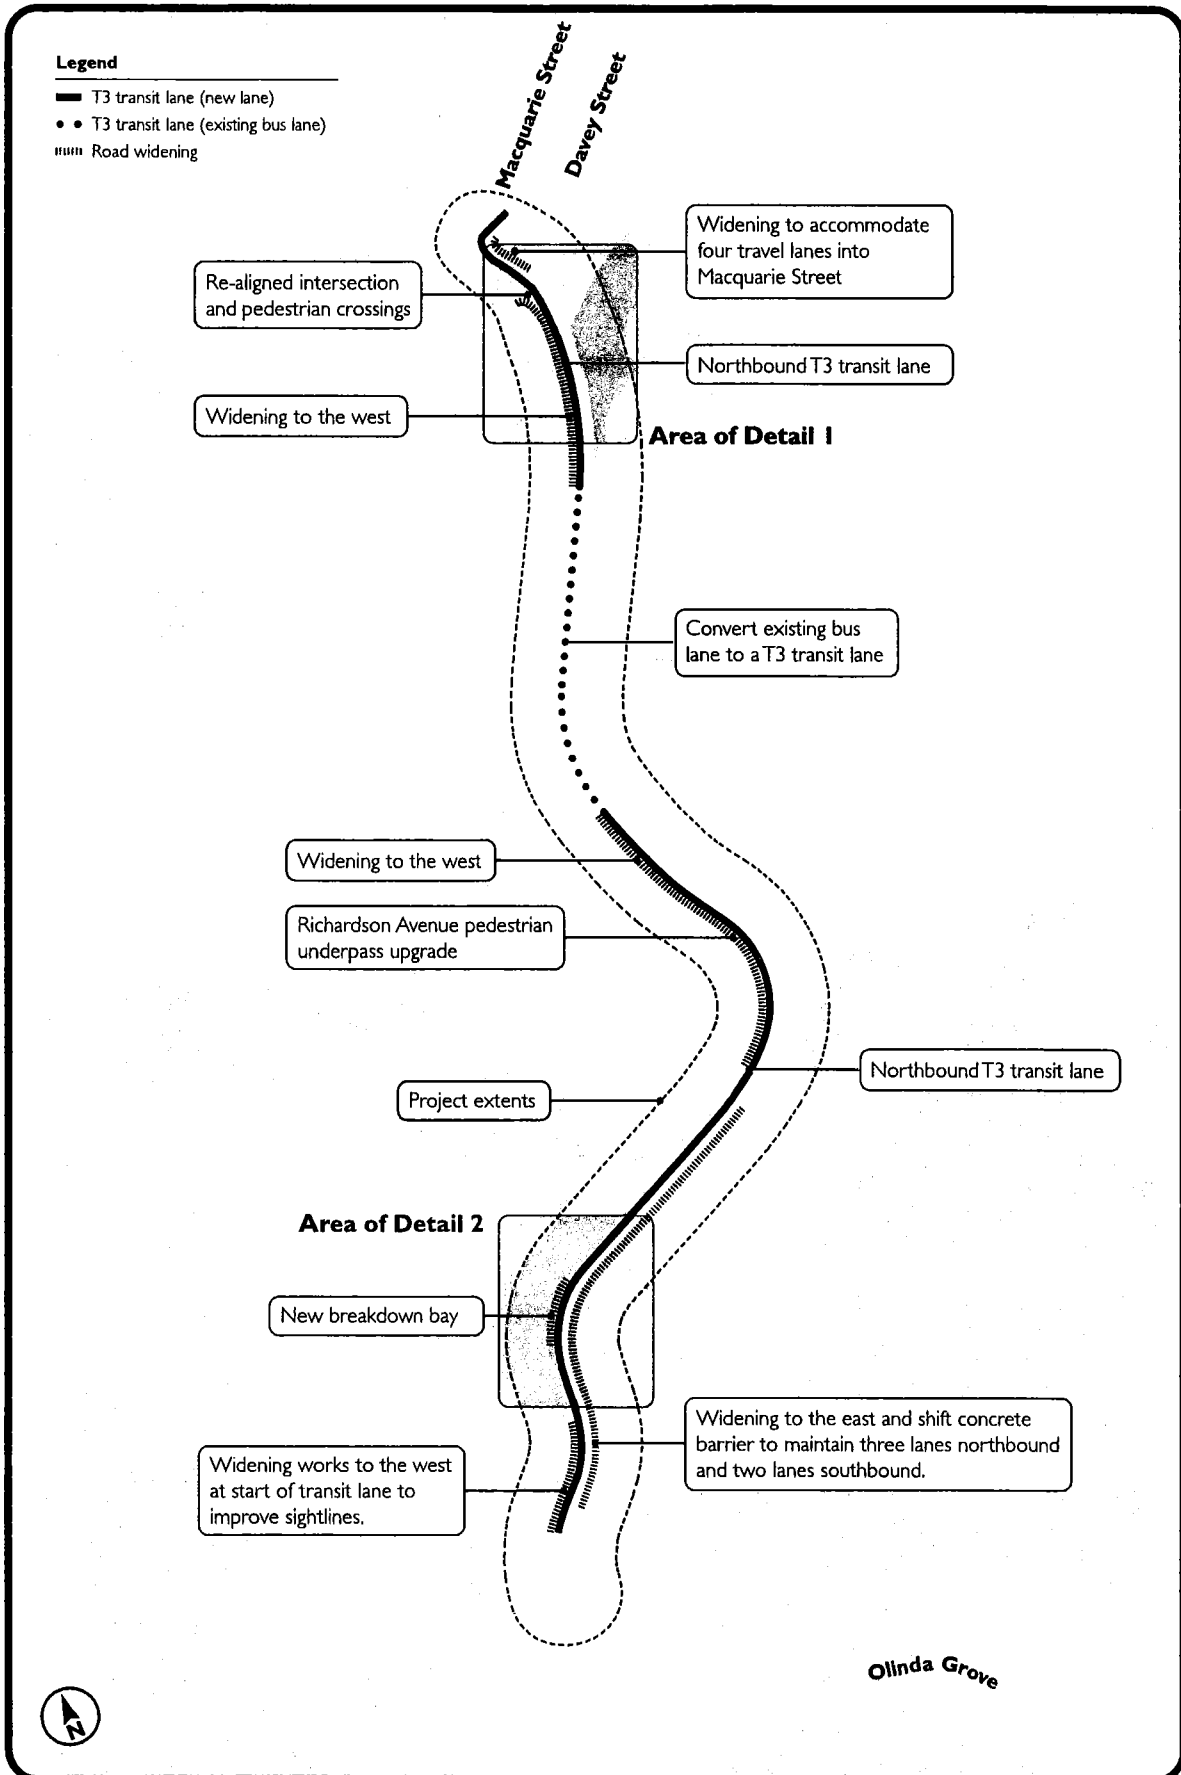 Macquarie Street
Davey Street
Legend
T3 transit lane (new lane)
T3 transit lane (existing bus lane)
Road widening
Widening to accommodate
four travel lanes into
Macquarie Street
Re-aligned intersection
and pedestrian crossings
Northbound T3 transit lane
Widening to the west
Area of Detail 1
Convert existing bus
lane to a T3 transit lane
Widening to the west
Richardson Avenue pedestrian
underpass upgrade
Northbound T3 transit lane
Project extents
Area of Detail 2
New breakdown bay
Widening to the east and shift concrete
barrier to maintain three lanes northbound
and two lanes southbound.
Widening works to the west
at start of transit lane to
improve sightlines.
Olinda Grove
N